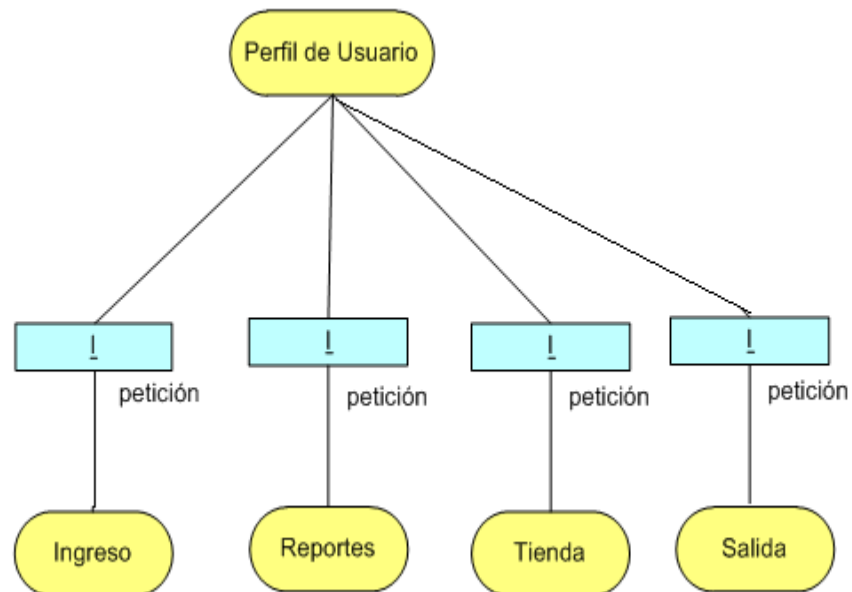 Perfil de Usuario
I
I
I
I
petición
petición
petición
petición
Ingreso
Reportes
Tienda
Salida